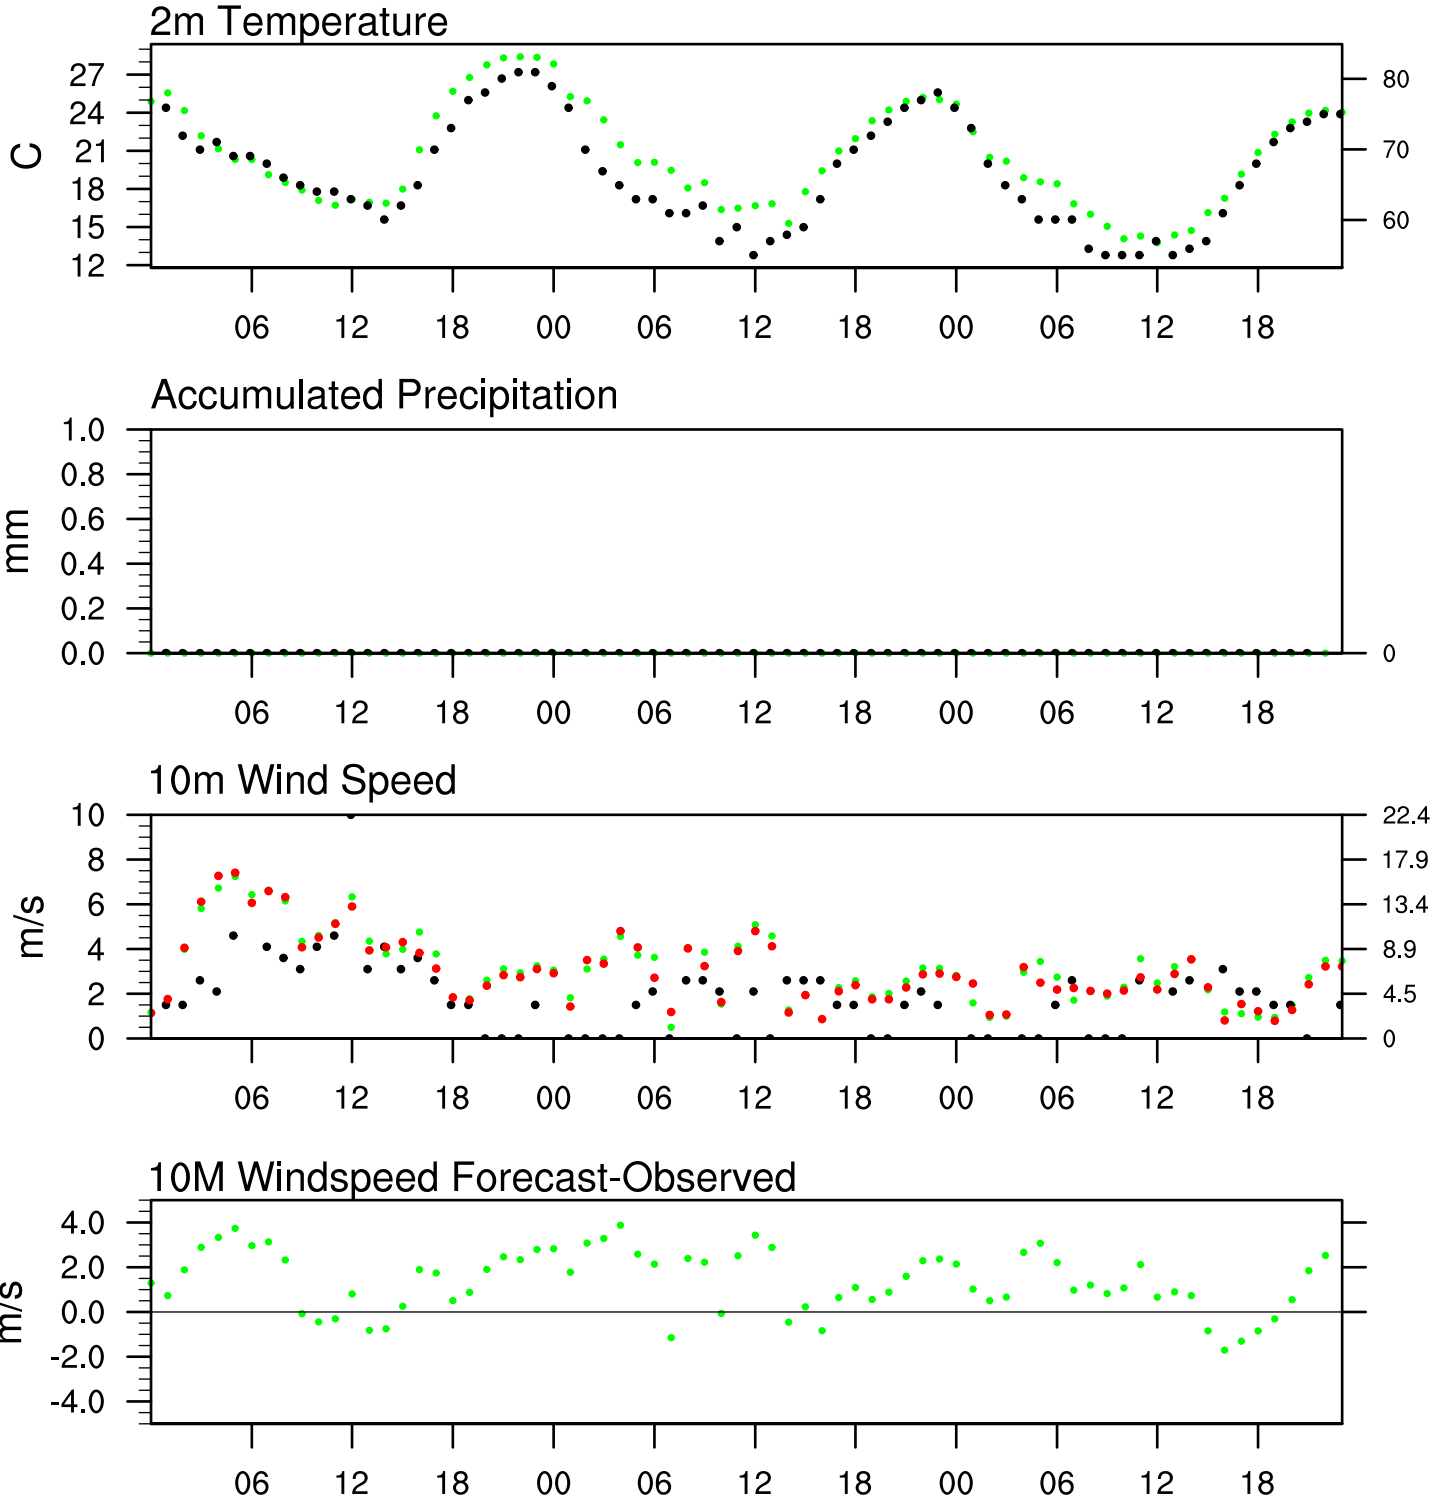 2m Temperature
27
24
21
18
15
12
C
80
70
60
06 12 18 00 06 12 18 00 06 12 18
Accumulated Precipitation
1.0
0.8
0.6
0.4
0.2
0.0
mm
0
06 12 18 00 06 12 18 00 06 12 18
10m Wind Speed
10
8
6
4
2
0
m/s
22.4
17.9
13.4
8.9
4.5
0
06 12 18 00 06 12 18 00 06 12 18
10M Windspeed Forecast-Observed
4.0
2.0
0.0
-2.0
-4.0
m/s
06 12 18 00 06 12 18 00 06 12 18